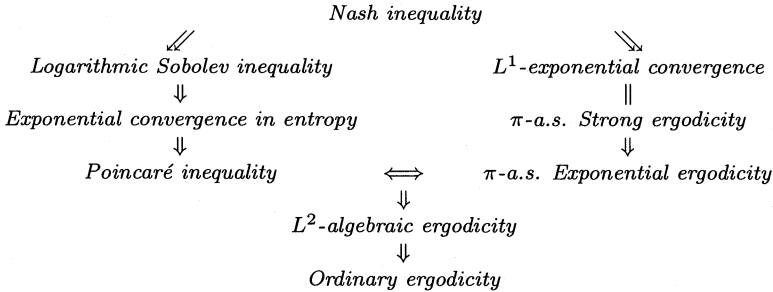 Nash inequality
⇙ ⇘
Logarithmic Sobolev inequality L¹-exponential convergence
⇓ ||
Exponential convergence in entropy π-a.s. Strong ergodicity
⇓ ⇓
Poincaré inequality ⇐⇒ π-a.s. Exponential ergodicity
⇓
L²-algebraic ergodicity
⇓
Ordinary ergodicity